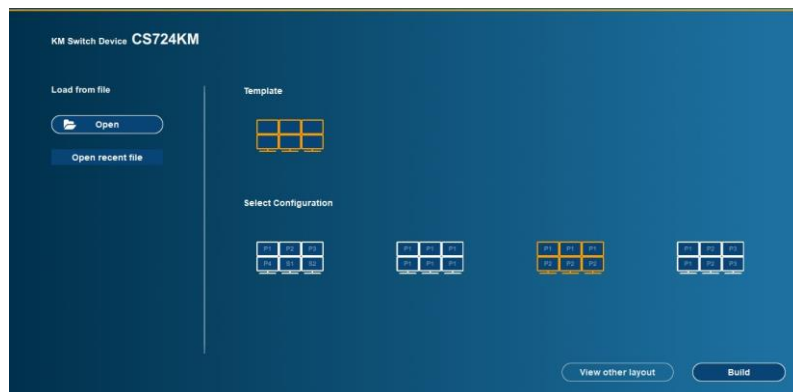 KM Switch Device CS724KM
Load from file
Open
Open recent file
Template
Select Configuration
P1 P2 P3
P4 S1 S2
P1 P1 P1
P1 P1 P1
P1 P1 P1
P2 P2 P2
P1 P2 P3
P1 P2 P3
View other layout
Build